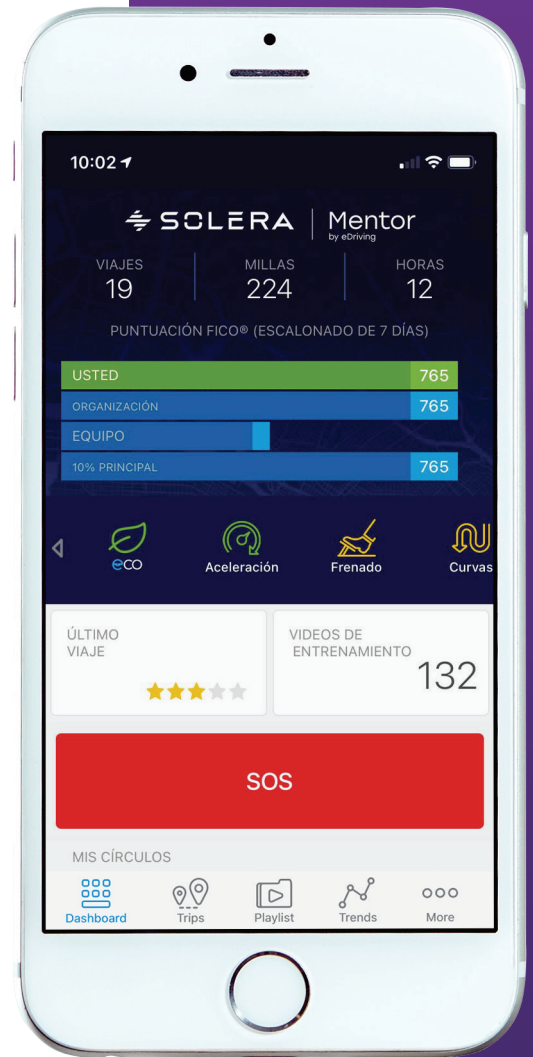 10:02
SOLERA | Mentor
by eDriving
VIAJES MILLAS HORAS
19 224 12
PUNTUACIÓN FICO® (ESCALONADO DE 7 DÍAS)
USTED 765
ORGANIZACIÓN 765
EQUIPO
10% PRINCIPAL 765
eco Aceleración Frenado Curvas
ÚLTIMO
VIAJE
VIDEOS DE
ENTRENAMIENTO
132
SOS
MIS CÍRCULOS
Dashboard Trips Playlist Trends More